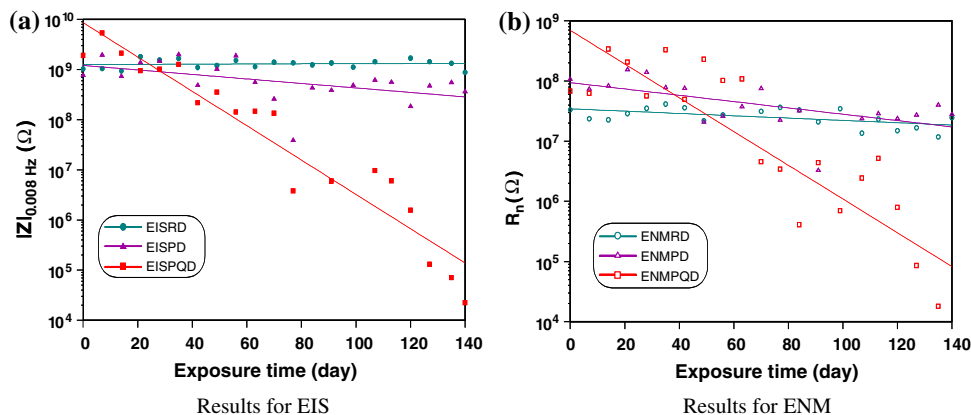 (a)
10^10
10^9
10^8
10^7
10^6
10^5
10^4
|Z|0.008 Hz (Ω)
EISRD
EISPD
EISPQD
0 20 40 60 80 100 120 140
Exposure time (day)
Results for EIS
(b)
10^9
10^8
10^7
10^6
10^5
10^4
Rn(Ω)
ENMRD
ENMPD
ENMPQD
0 20 40 60 80 100 120 140
Exposure time (day)
Results for ENM